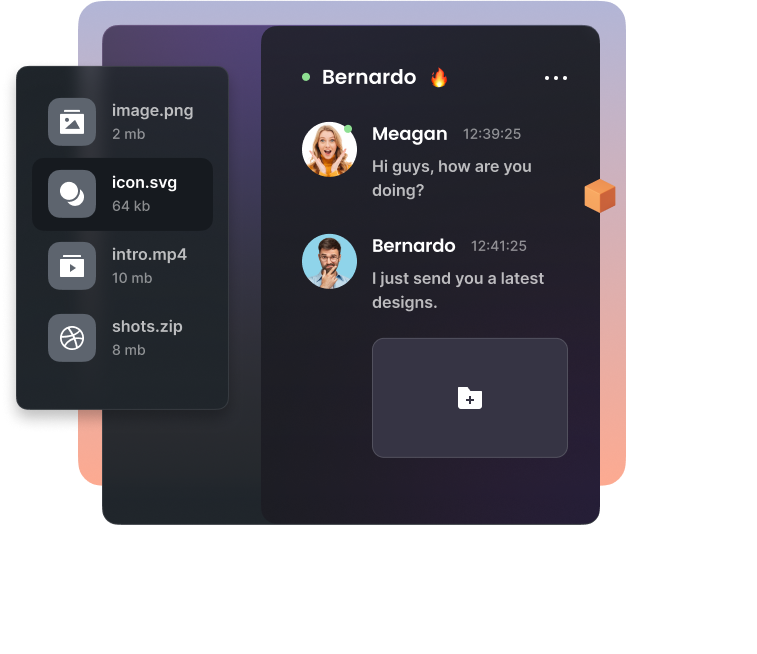 image.png
2 mb
icon.svg
64 kb
intro.mp4
10 mb
shots.zip
8 mb
Bernardo 🔥
Meagan 12:39:25
Hi guys, how are you
doing?
Bernardo 12:41:25
I just send you a latest
designs.